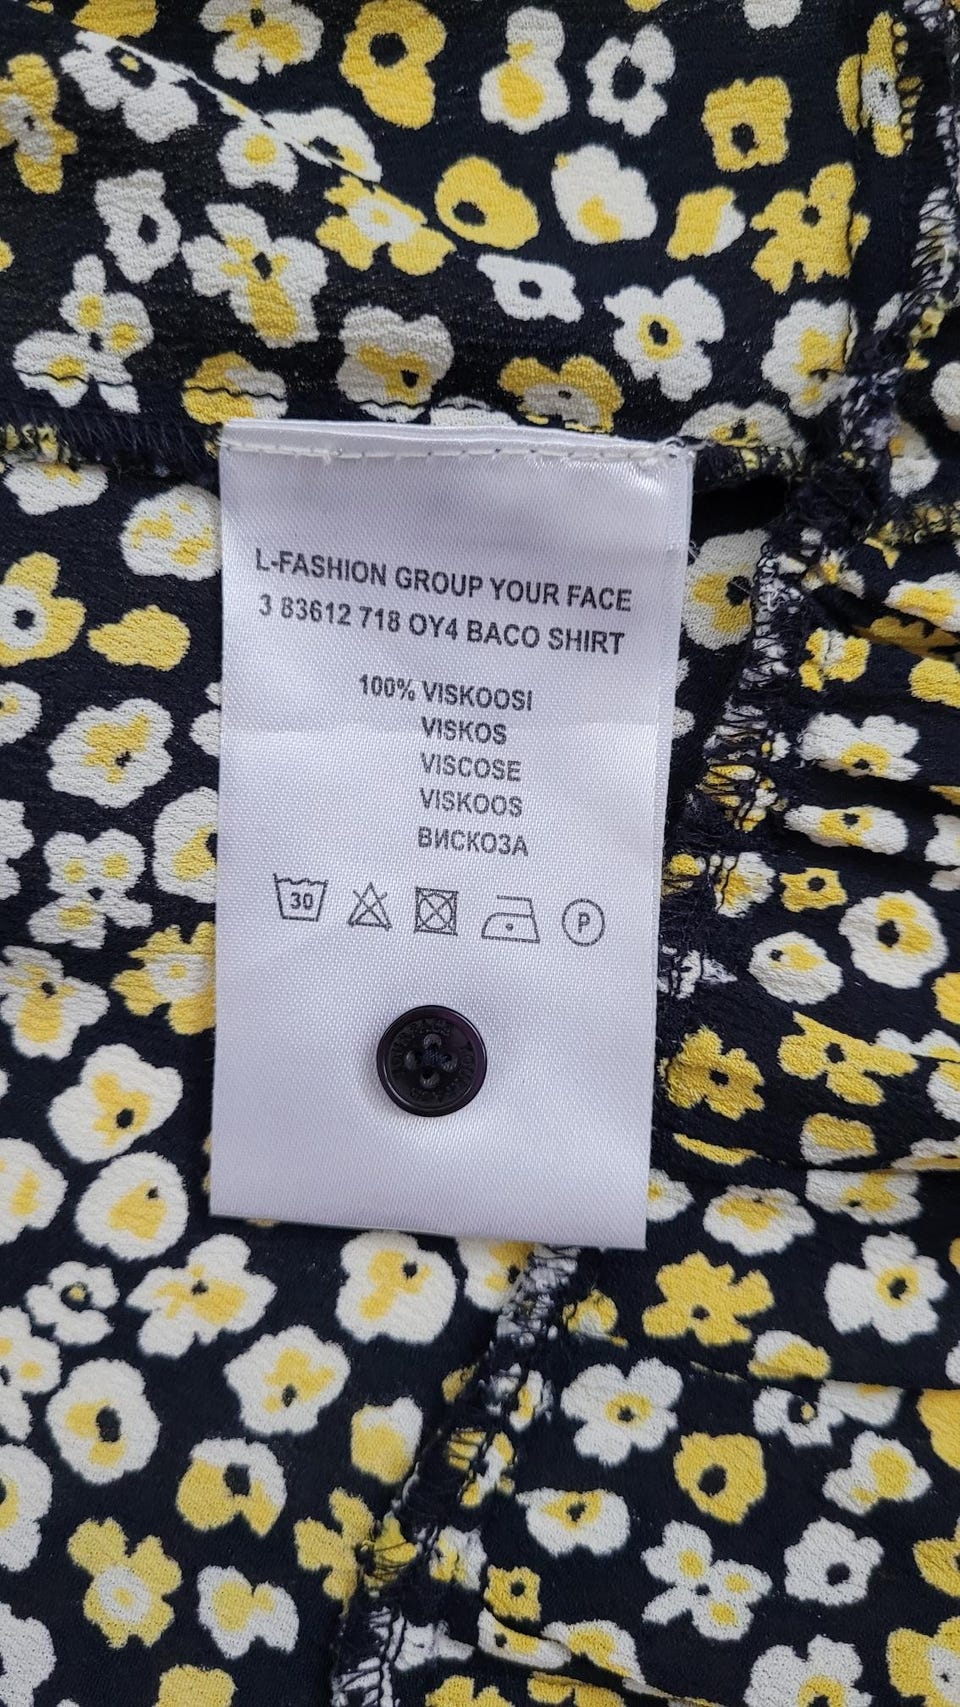 L-FASHION GROUP YOUR FACE
3 83612 718 OY4 BACO SHIRT
100% VISKOOSI
VISKOS
VISCOSE
VISKOOS
ВИСКОЗА
30
P